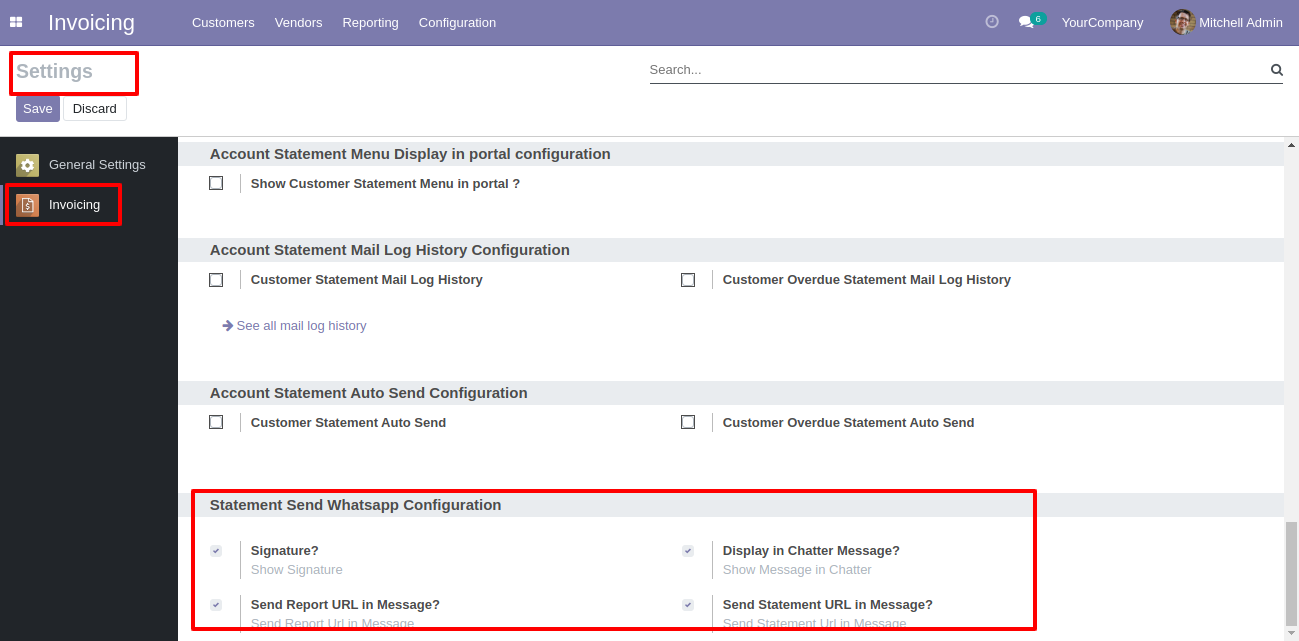 Invoicing Customers Vendors Reporting Configuration 6 YourCompany Mitchell Admin
Settings
Search...
Save Discard
General Settings
Invoicing
Account Statement Menu Display in portal configuration
Show Customer Statement Menu in portal ?
Account Statement Mail Log History Configuration
Customer Statement Mail Log History Customer Overdue Statement Mail Log History
See all mail log history
Account Statement Auto Send Configuration
Customer Statement Auto Send Customer Overdue Statement Auto Send
Statement Send Whatsapp Configuration
Signature? Display in Chatter Message?
Show Signature Show Message in Chatter
Send Report URL in Message? Send Statement URL in Message?
Send Report Url in Message Send Statement Url in Message